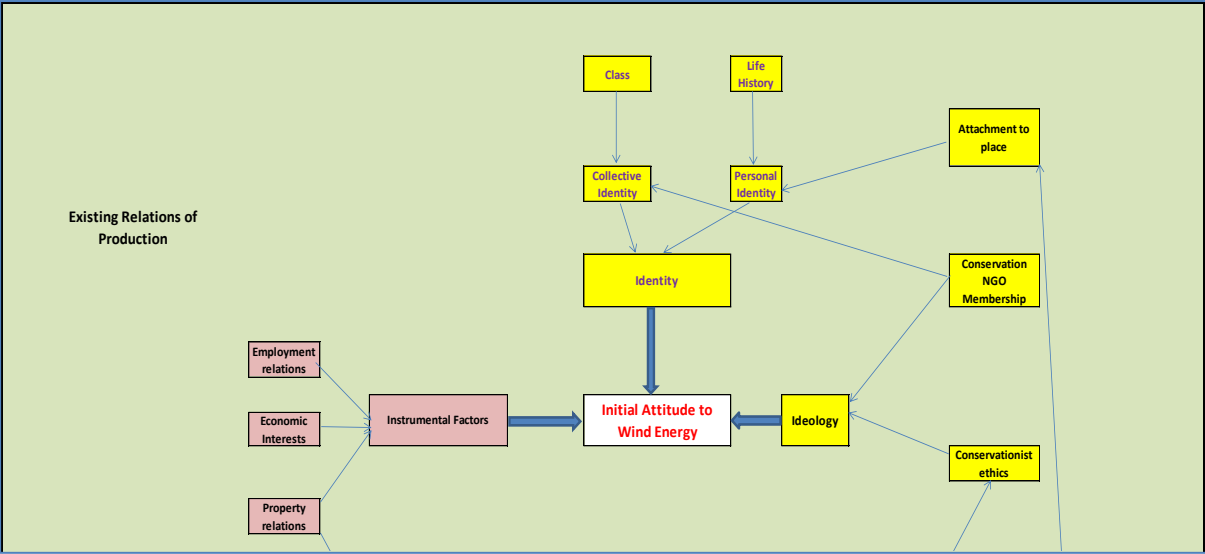 Class
Life
History
Attachment to
place
Collective
Identity
Personal
Identity
Existing Relations of
Production
Identity
Conservation
NGO
Membership
Employment
relations
Economic
Interests
Instrumental Factors
Initial Attitude to
Wind Energy
Ideology
Conservationist
ethics
Property
relations